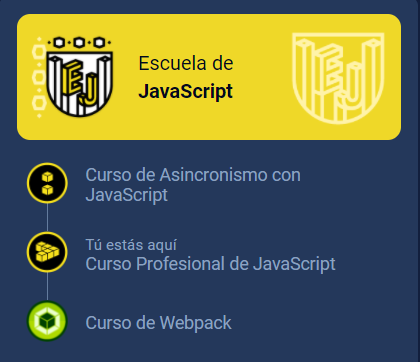 Escuela de
JavaScript
EJ
EJ
Curso de Asincronismo con
JavaScript
Tú estás aquí
Curso Profesional de JavaScript
Curso de Webpack